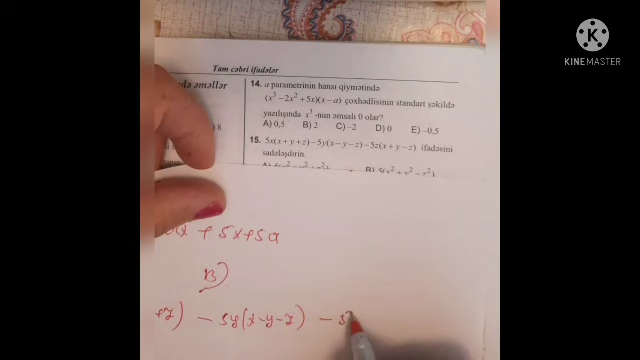 KINEMASTER
Tam cəbri ifadələr
də əməllər
14. a parametrinin hansı qiymətində
(x³−2x²+5x)(x−a) çoxhədlisinin standart şəkildə
yazılışında x³-nun əmsalı 0 olar?
) 8
A) 0,5 B) 2 C) −2 D) 0 E) −0,5
15. 5x(x+y+z)−5y(x−y−z)−5z(x+y−z) ifadəsini
sadələşdirin.
x + 5x+5a
B)
+z) − 5y(x−y−z) −